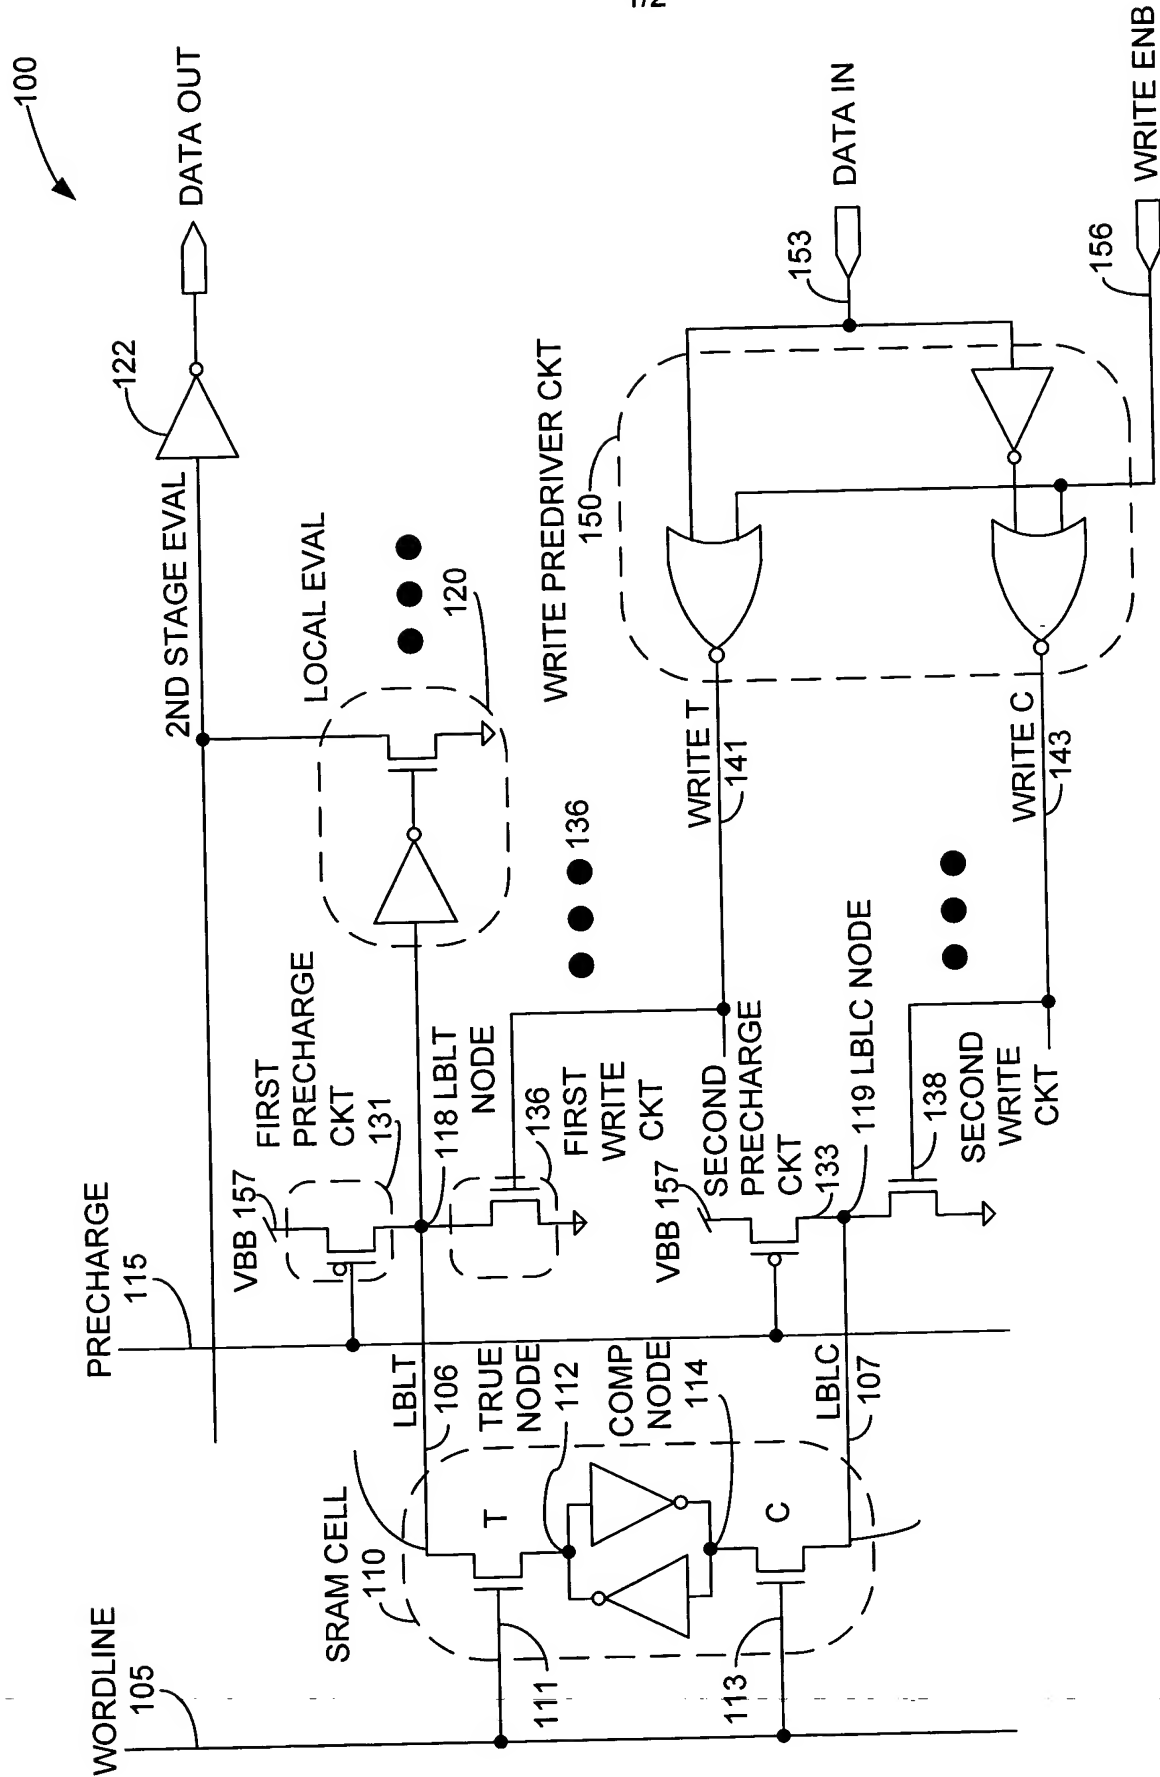 1/2
100
DATA OUT
122
2ND STAGE EVAL
LOCAL EVAL
120
PRECHARGE
115
FIRST
PRECHARGE
CKT
131
VBB 157
118 LBLT
NODE
136
FIRST
WRITE
CKT
136
WORDLINE
105
SRAM CELL
110
LBLT
106
T
TRUE
NODE
112
COMP
NODE
114
C
LBLC
107
111
113
VBB 157
SECOND
PRECHARGE
CKT
133
119 LBLC NODE
138
SECOND
WRITE
CKT
WRITE PREDRIVER CKT
150
WRITE T
141
WRITE C
143
153
DATA IN
156
WRITE ENB